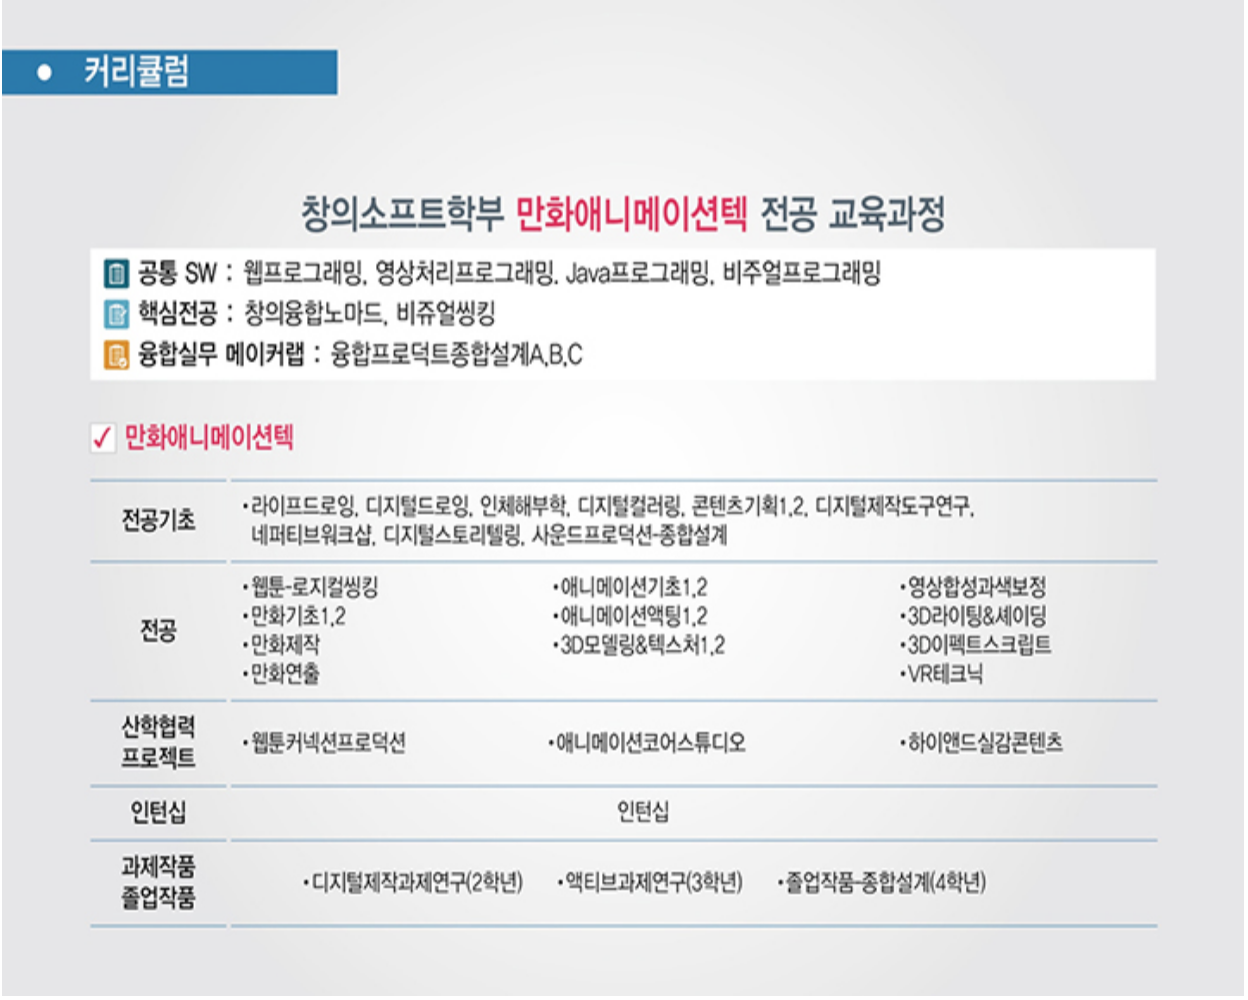 • 커리큘럼
창의소프트학부 만화애니메이션텍 전공 교육과정
공통 SW : 웹프로그래밍, 영상처리프로그래밍, Java프로그래밍, 비주얼프로그래밍
핵심전공 : 창의융합노마드, 비쥬얼씽킹
융합실무 메이커랩 : 융합프로덕트종합설계A,B,C
✓ 만화애니메이션텍
전공기초
•라이프드로잉, 디지털드로잉, 인체해부학, 디지털컬러링, 콘텐츠기획1,2, 디지털제작도구연구,
네퍼티브워크샵, 디지털스토리텔링, 사운드프로덕션-종합설계
전공
•웹툰-로지컬씽킹 •애니메이션기초1,2 •영상합성과색보정
•만화기초1,2 •애니메이션액팅1,2 •3D라이팅&셰이딩
•만화제작 •3D모델링&텍스처1,2 •3D이펙트스크립트
•만화연출 •VR테크닉
산학협력
프로젝트
•웹툰커넥션프로덕션 •애니메이션코어스튜디오 •하이앤드실감콘텐츠
인턴십 인턴십
과제작품
졸업작품
•디지털제작과제연구(2학년) •액티브과제연구(3학년) •졸업작품-종합설계(4학년)